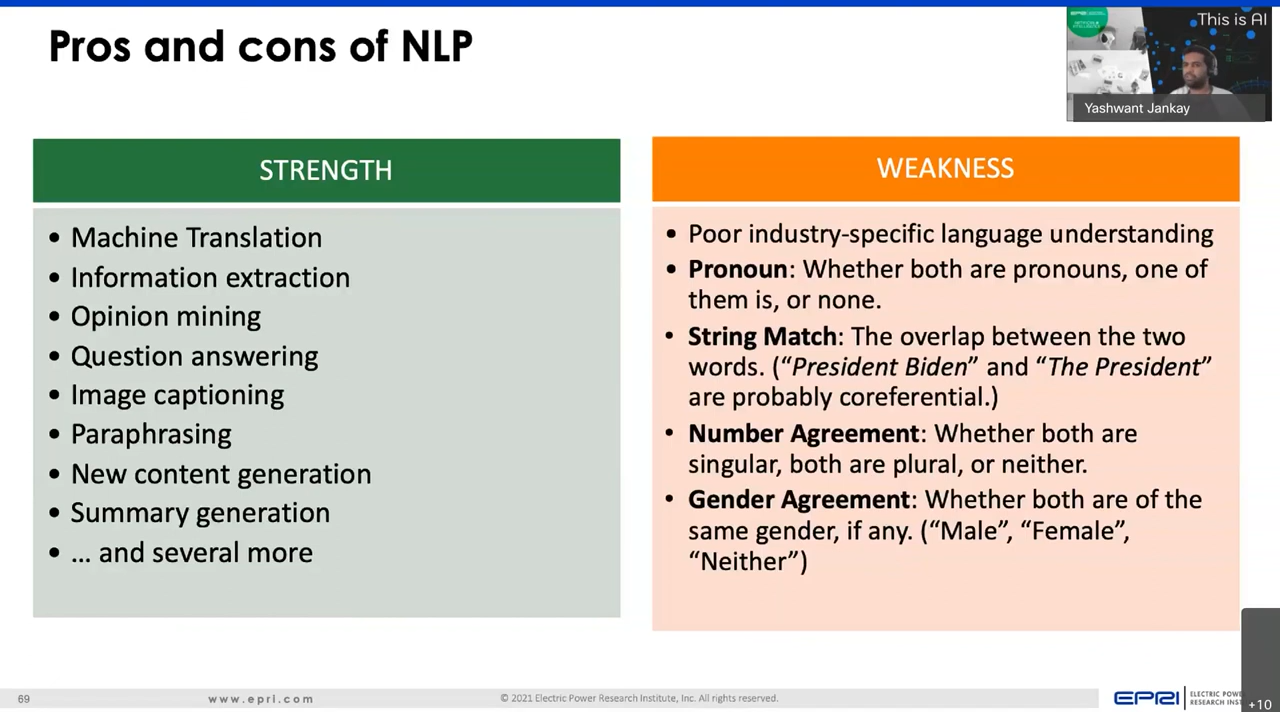 Pros and cons of NLP
This is AI
Yashwant Jankay
STRENGTH
• Machine Translation
• Information extraction
• Opinion mining
• Question answering
• Image captioning
• Paraphrasing
• New content generation
• Summary generation
• … and several more
WEAKNESS
• Poor industry-specific language understanding
• Pronoun: Whether both are pronouns, one of
them is, or none.
• String Match: The overlap between the two
words. (“President Biden” and “The President”
are probably coreferential.)
• Number Agreement: Whether both are
singular, both are plural, or neither.
• Gender Agreement: Whether both are of the
same gender, if any. (“Male”, “Female”,
“Neither”)
69
www.epri.com
© 2021 Electric Power Research Institute, Inc. All rights reserved.
EPRI
ELECTRIC POW
RESEARCH INST
+10